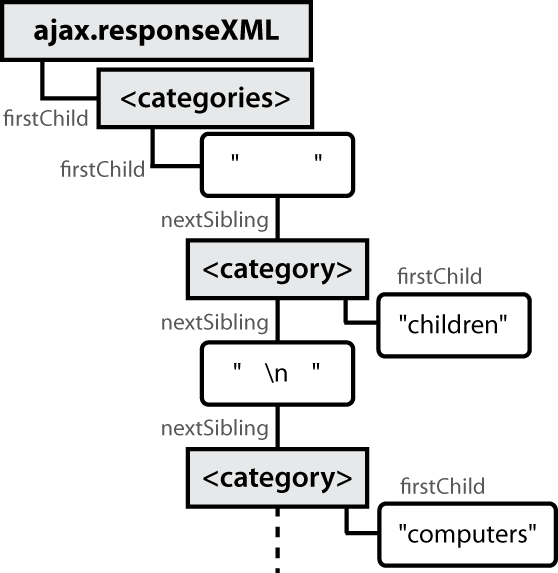 ajax.responseXML
firstChild
<categories>
firstChild
" "
nextSibling
<category>
firstChild
"children"
nextSibling
" \n "
nextSibling
<category>
firstChild
"computers"